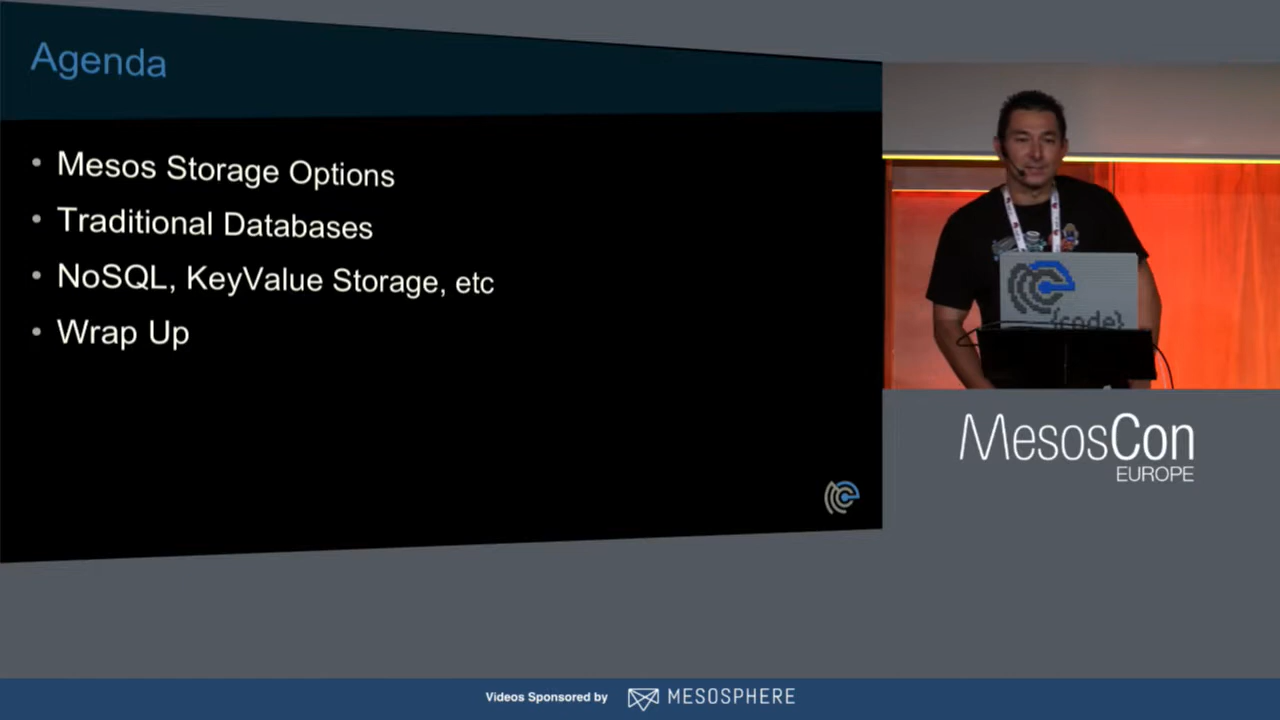 Agenda
• Mesos Storage Options
• Traditional Databases
• NoSQL, KeyValue Storage, etc
• Wrap Up
{code}
MesosCon
EUROPE
Videos Sponsored by MESOSPHERE